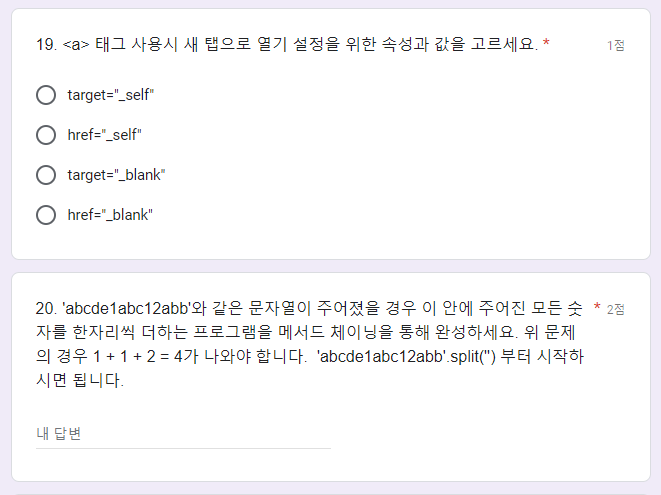 19. <a> 태그 사용시 새 탭으로 열기 설정을 위한 속성과 값을 고르세요. * 1점
target="_self"
href="_self"
target="_blank"
href="_blank"
20. 'abcde1abc12abb'와 같은 문자열이 주어졌을 경우 이 안에 주어진 모든 숫 * 2점
자를 한자리씩 더하는 프로그램을 메서드 체이닝을 통해 완성하세요. 위 문제
의 경우 1 + 1 + 2 = 4가 나와야 합니다.  'abcde1abc12abb'.split('') 부터 시작하
시면 됩니다.
내 답변